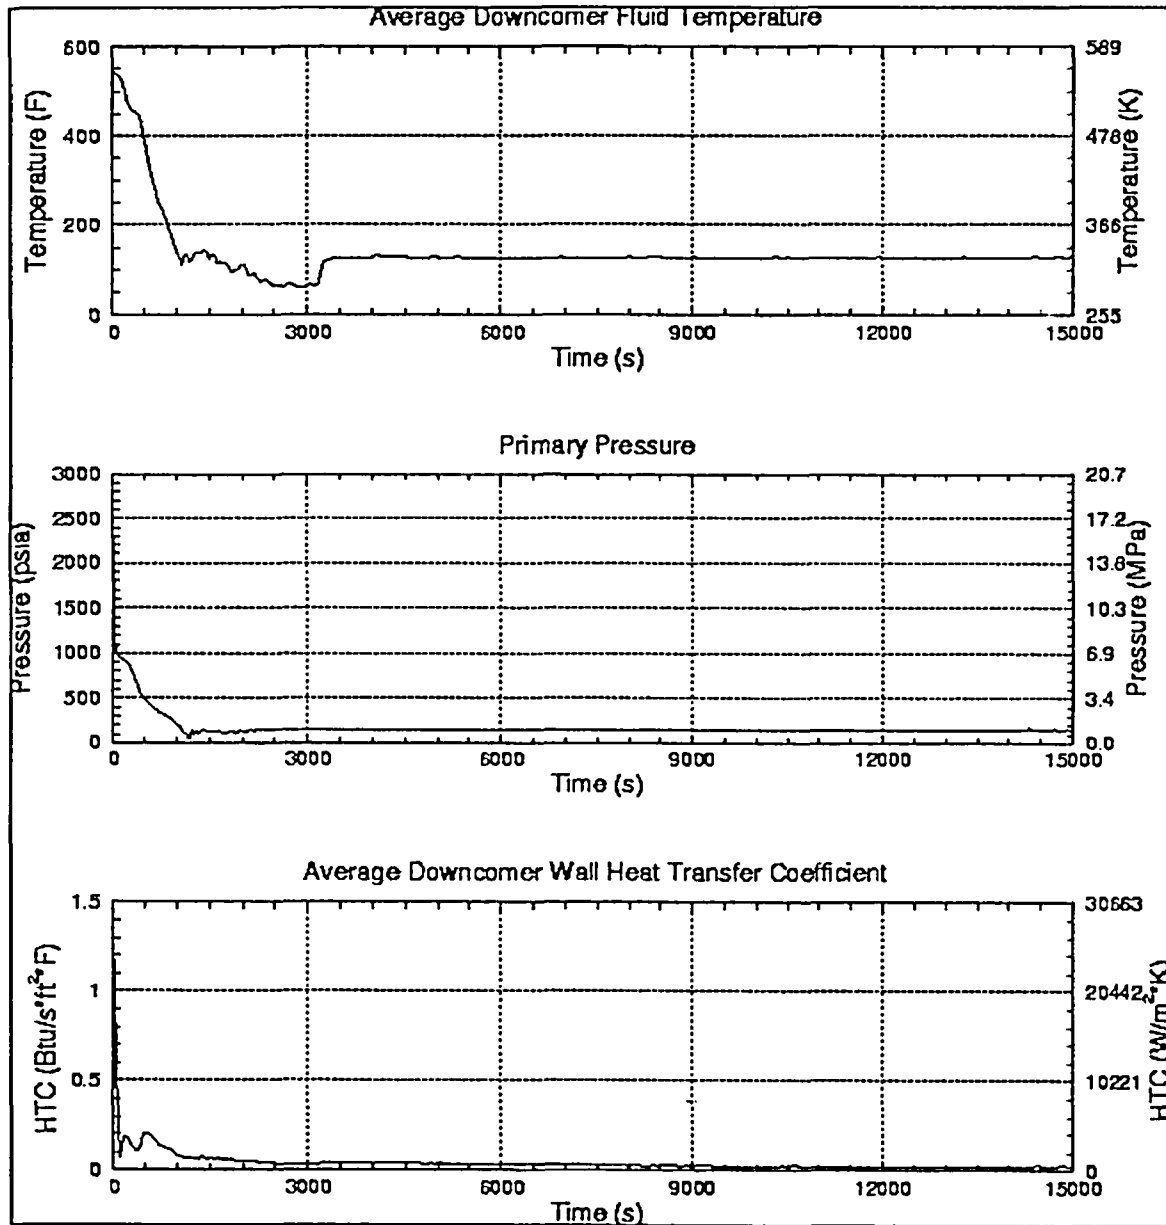 Average Downcomer Fluid Temperature
600
400
200
0
Temperature (F)
589
478
366
255
Temperature (K)
0 3000 6000 9000 12000 15000
Time (s)
Primary Pressure
3000
2500
2000
1500
1000
500
0
Pressure (psia)
20.7
17.2
13.8
10.3
6.9
3.4
0.0
Pressure (MPa)
0 3000 6000 9000 12000 15000
Time (s)
Average Downcomer Wall Heat Transfer Coefficient
1.5
1
0.5
0
HTC (Btu/s*ft²*F)
30663
20442
10221
0
HTC (W/m²*K)
0 3000 6000 9000 12000 15000
Time (s)